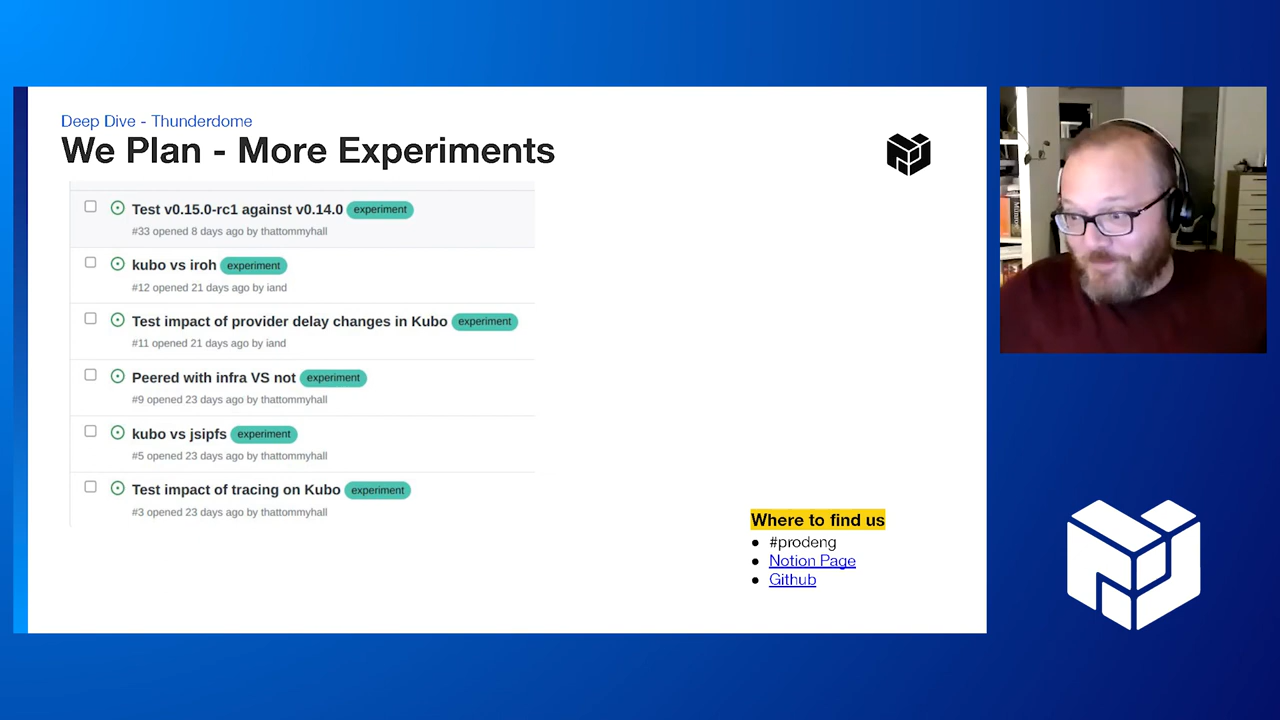 Deep Dive - Thunderdome
We Plan - More Experiments
Test v0.15.0-rc1 against v0.14.0 experiment
#33 opened 8 days ago by thattommyhall
kubo vs iroh experiment
#12 opened 21 days ago by iand
Test impact of provider delay changes in Kubo experiment
#11 opened 21 days ago by iand
Peered with infra VS not experiment
#9 opened 23 days ago by thattommyhall
kubo vs jsipfs experiment
#5 opened 23 days ago by thattommyhall
Test impact of tracing on Kubo experiment
#3 opened 23 days ago by thattommyhall
Where to find us
● #prodeng
● Notion Page
● Github